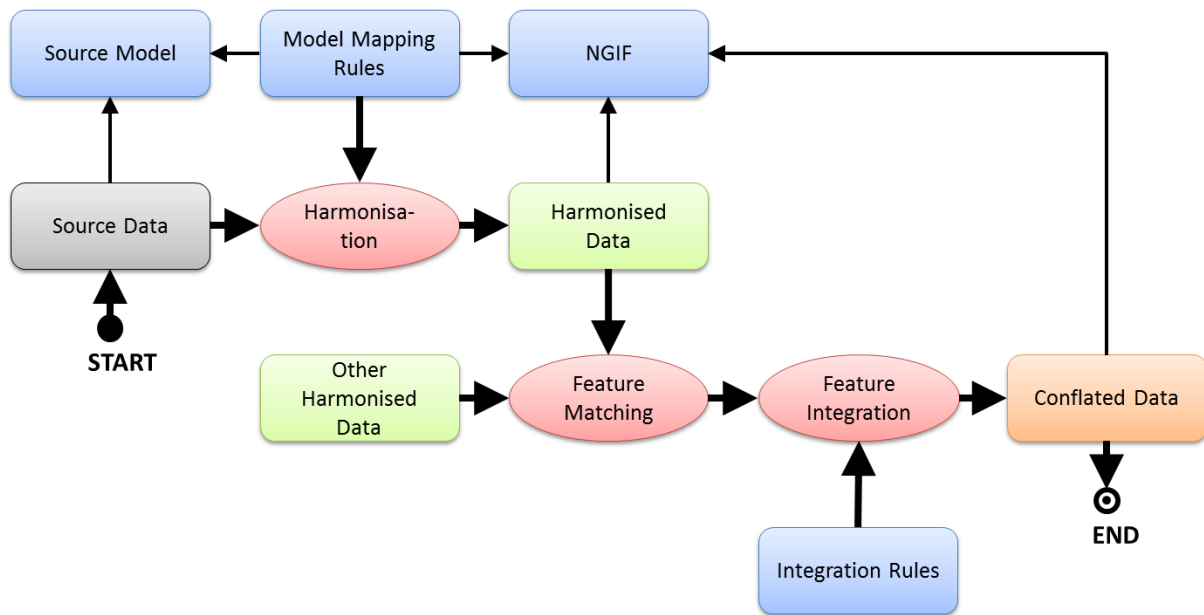 Source Model
Model Mapping
Rules
NGIF
Source Data
Harmonisa-
tion
Harmonised
Data
START
Other
Harmonised
Data
Feature
Matching
Feature
Integration
Conflated Data
END
Integration Rules